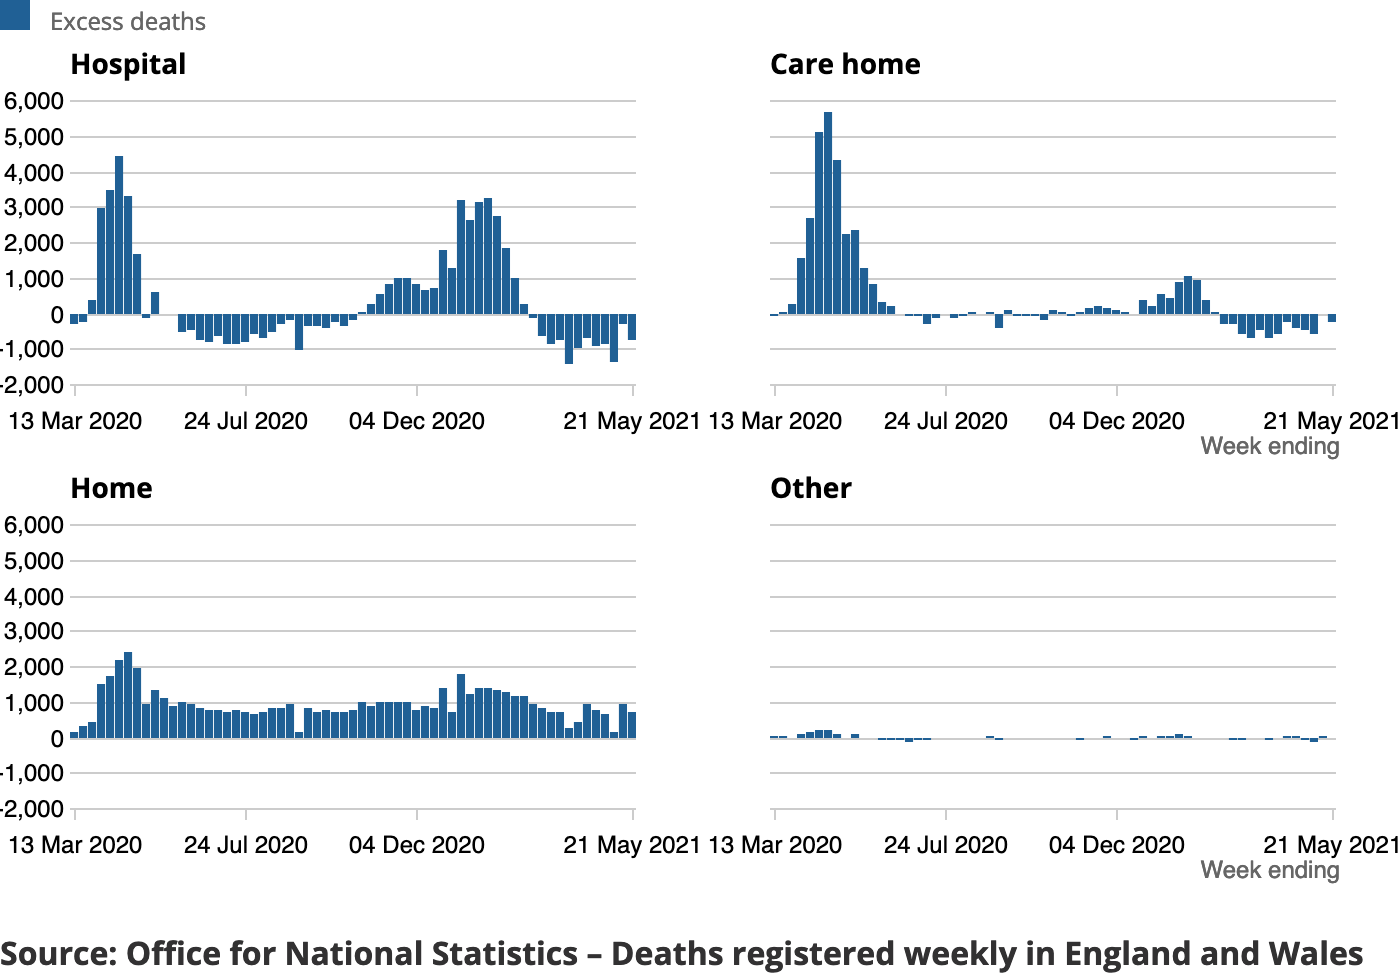 Excess deaths
Hospital
6,000
5,000
4,000
3,000
2,000
1,000
0
-1,000
-2,000
13 Mar 2020 24 Jul 2020 04 Dec 2020 21 May 2021
Care home
13 Mar 2020 24 Jul 2020 04 Dec 2020 21 May 2021
Week ending
Home
6,000
5,000
4,000
3,000
2,000
1,000
0
-1,000
-2,000
13 Mar 2020 24 Jul 2020 04 Dec 2020 21 May 2021
Other
13 Mar 2020 24 Jul 2020 04 Dec 2020 21 May 2021
Week ending
Source: Office for National Statistics – Deaths registered weekly in England and Wales